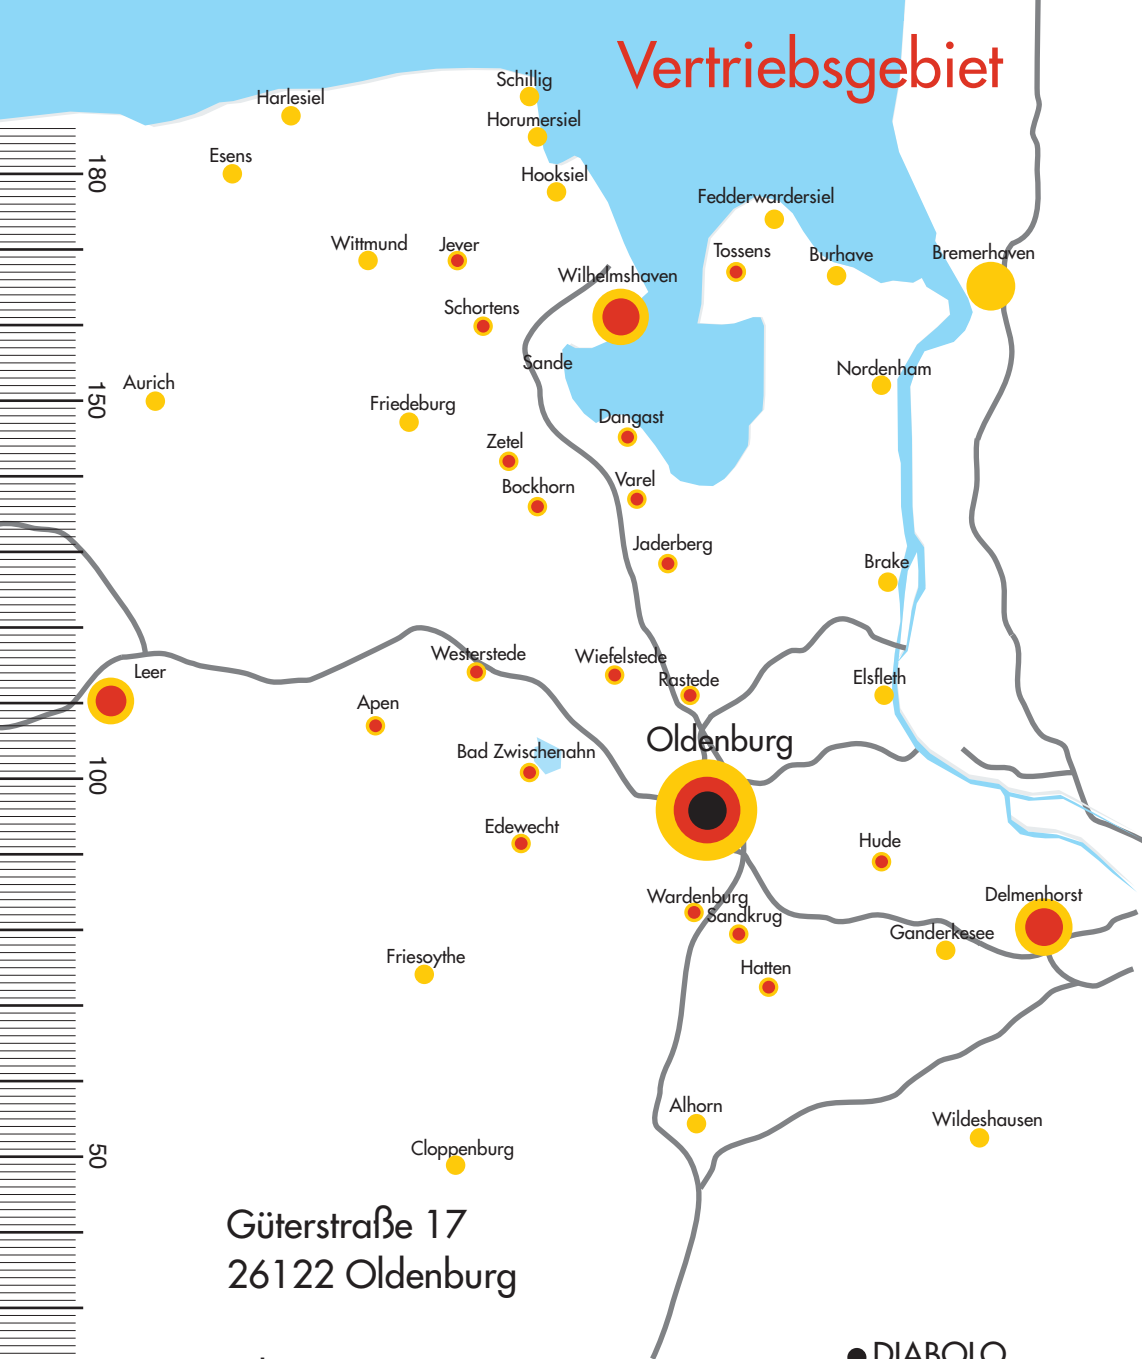 Vertriebsgebiet
Schillig
Harlesiel
Horumersiel
Esens
180
Hooksiel
Fedderwardersiel
Wittmund
Jever
Tossens
Burhave
Bremerhaven
Wilhelmshaven
Schortens
Sande
Nordenham
Aurich
150
Friedeburg
Dangast
Zetel
Varel
Bockhorn
Jaderberg
Brake
Westerstede
Wiefelstede
Leer
Rastede
Elsfleth
Apen
Oldenburg
Bad Zwischenahn
100
Edewecht
Hude
Wardenburg
Delmenhorst
Sandkrug
Ganderkesee
Friesoythe
Hatten
Alhorn
Wildeshausen
Cloppenburg
50
Güterstraße 17
26122 Oldenburg
DIABOLO